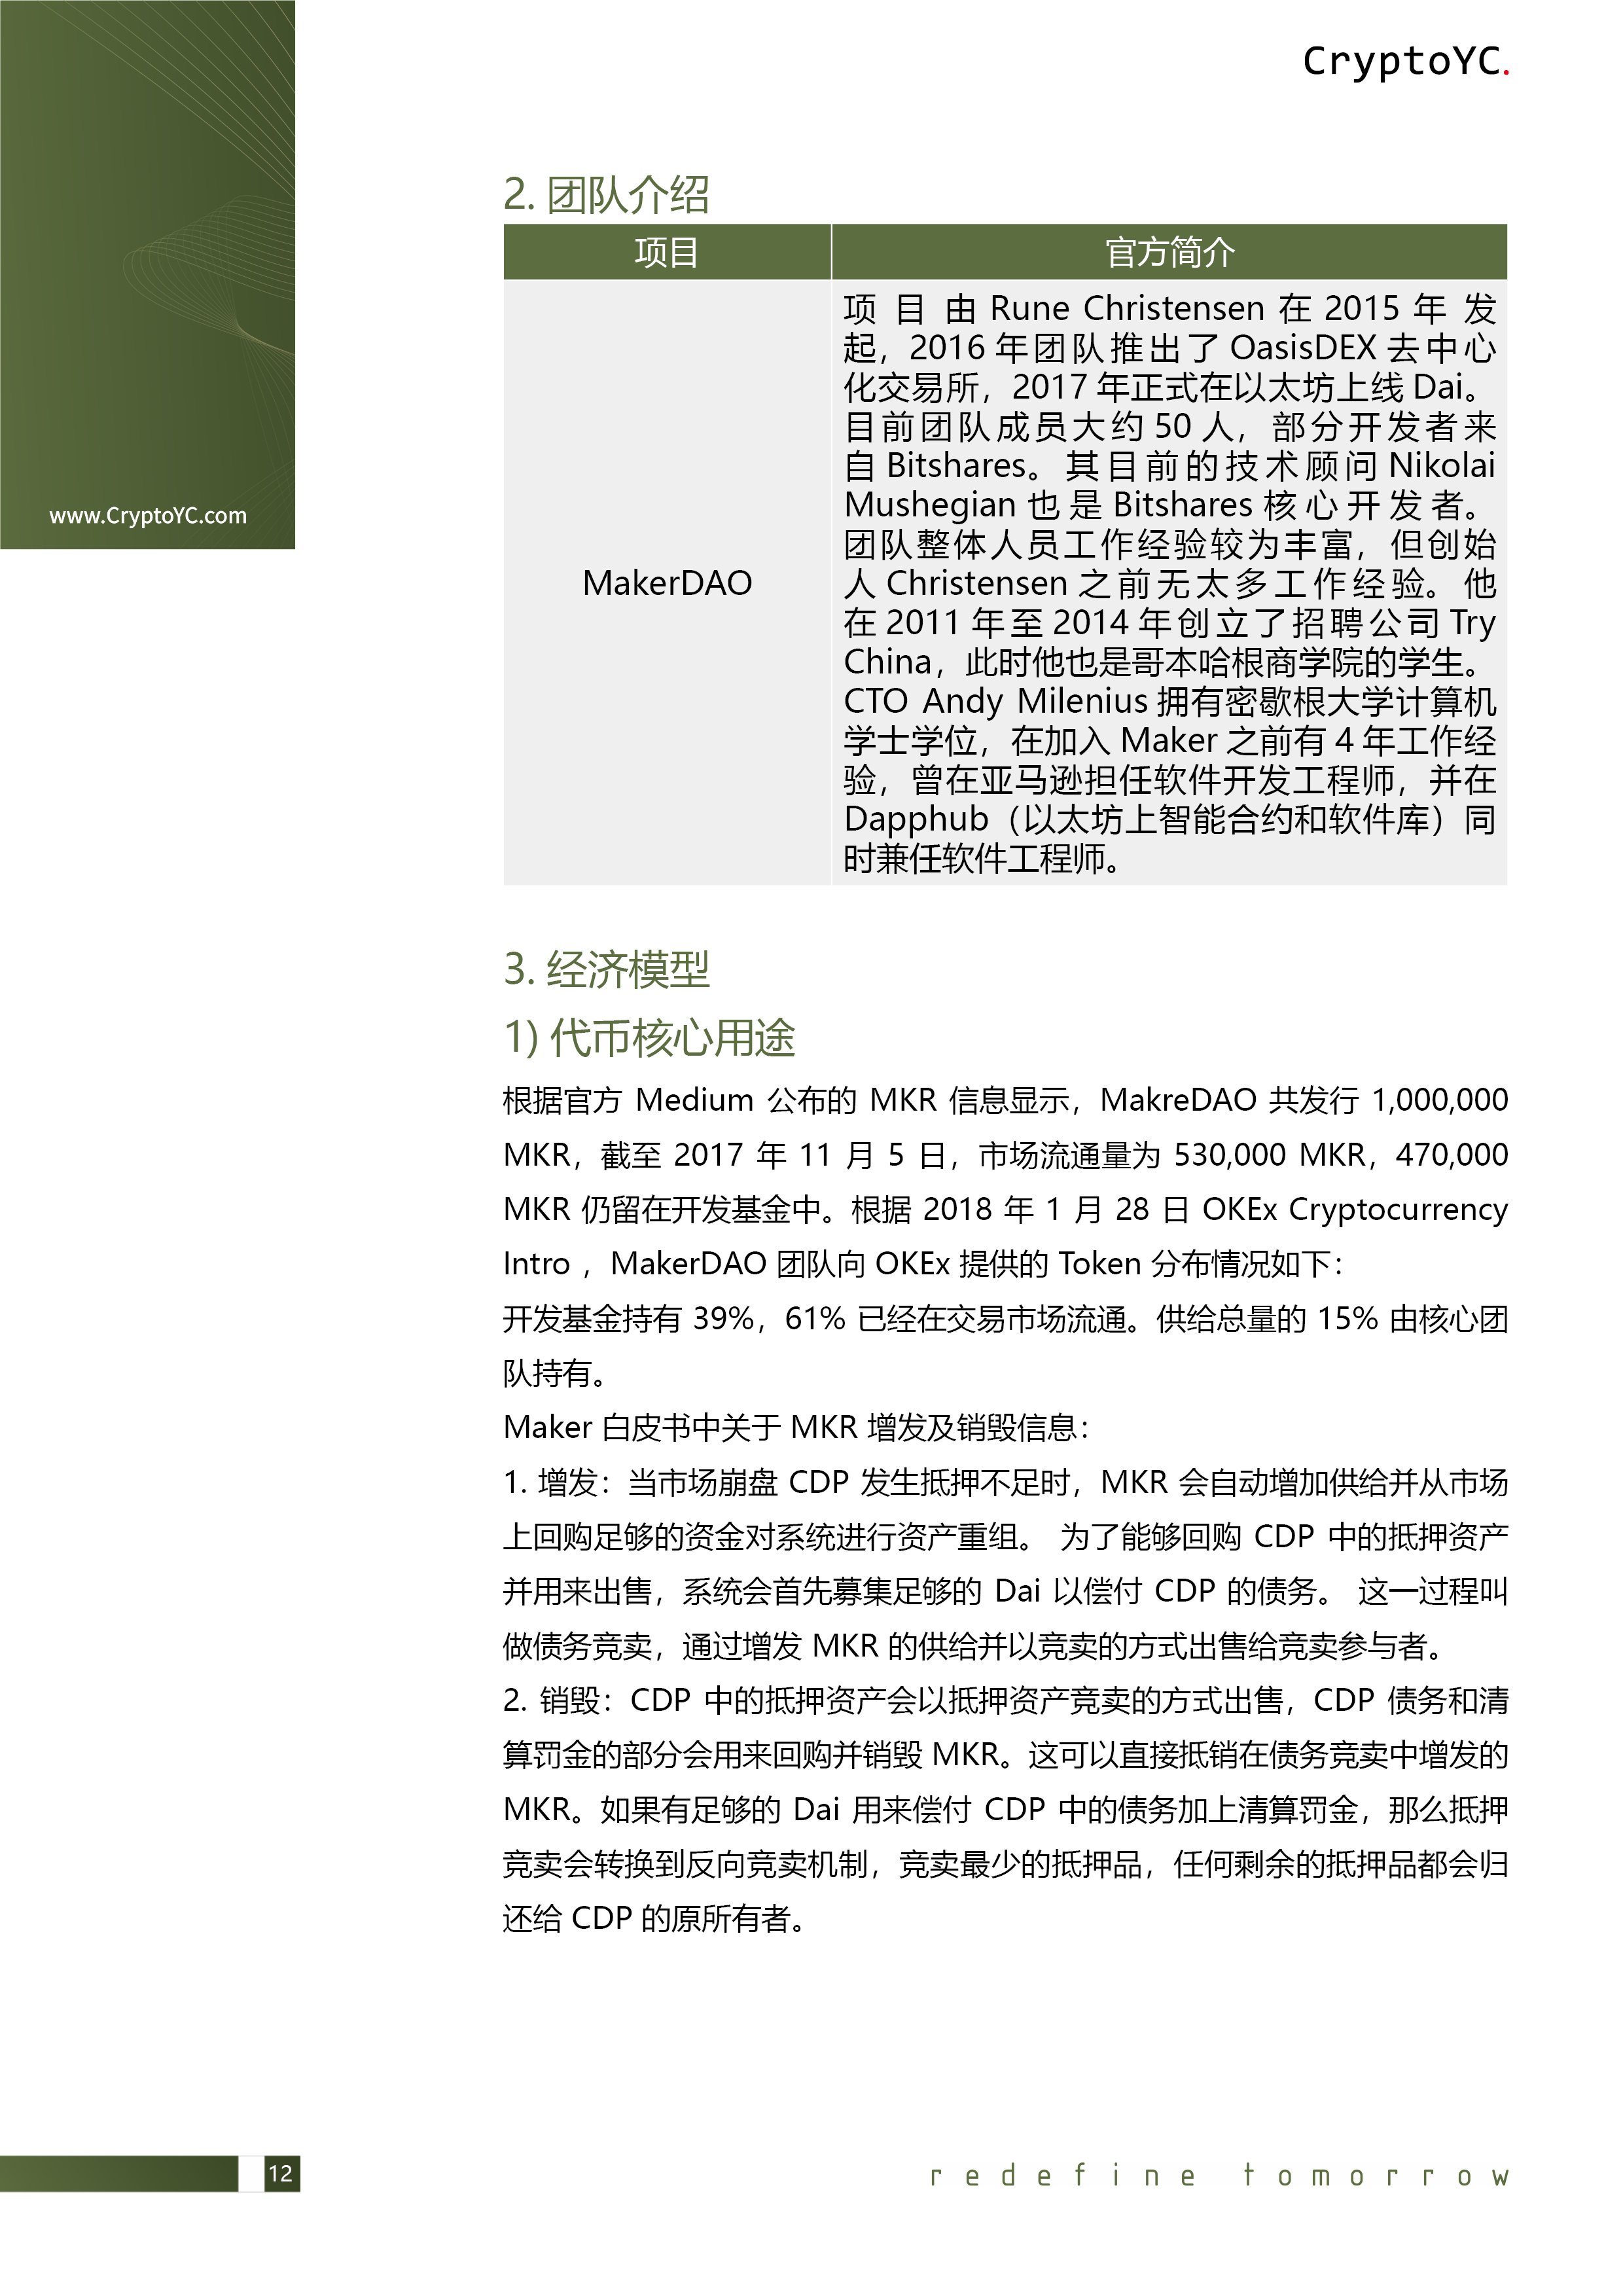 CryptoYC.
www.CryptoYC.com
2. 团队介绍
项目
官方简介
MakerDAO
项 目 由 Rune Christensen 在 2015 年 发
起，2016 年团队推出了 OasisDEX 去中心
化交易所，2017 年正式在以太坊上线 Dai。
目前团队成员大约 50 人，部分开发者来
自 Bitshares。其目前的技术顾问 Nikolai
Mushegian 也是 Bitshares 核心开发者。
团队整体人员工作经验较为丰富，但创始
人 Christensen 之前无太多工作经验。他
在 2011 年至 2014 年创立了招聘公司 Try
China，此时他也是哥本哈根商学院的学生。
CTO Andy Milenius 拥有密歇根大学计算机
学士学位，在加入 Maker 之前有 4 年工作经
验，曾在亚马逊担任软件开发工程师，并在
Dapphub（以太坊上智能合约和软件库）同
时兼任软件工程师。
3. 经济模型
1) 代币核心用途
根据官方 Medium 公布的 MKR 信息显示，MakreDAO 共发行 1,000,000
MKR，截至 2017 年 11 月 5 日，市场流通量为 530,000 MKR，470,000
MKR 仍留在开发基金中。根据 2018 年 1 月 28 日 OKEx Cryptocurrency
Intro ，MakerDAO 团队向 OKEx 提供的 Token 分布情况如下：
开发基金持有 39%，61% 已经在交易市场流通。供给总量的 15% 由核心团
队持有。
Maker 白皮书中关于 MKR 增发及销毁信息：
1. 增发：当市场崩盘 CDP 发生抵押不足时，MKR 会自动增加供给并从市场
上回购足够的资金对系统进行资产重组。 为了能够回购 CDP 中的抵押资产
并用来出售，系统会首先募集足够的 Dai 以偿付 CDP 的债务。 这一过程叫
做债务竞卖，通过增发 MKR 的供给并以竞卖的方式出售给竞卖参与者。
2. 销毁：CDP 中的抵押资产会以抵押资产竞卖的方式出售，CDP 债务和清
算罚金的部分会用来回购并销毁 MKR。这可以直接抵销在债务竞卖中增发的
MKR。如果有足够的 Dai 用来偿付 CDP 中的债务加上清算罚金，那么抵押
竞卖会转换到反向竞卖机制，竞卖最少的抵押品，任何剩余的抵押品都会归
还给 CDP 的原所有者。
12
redefine tomorrow